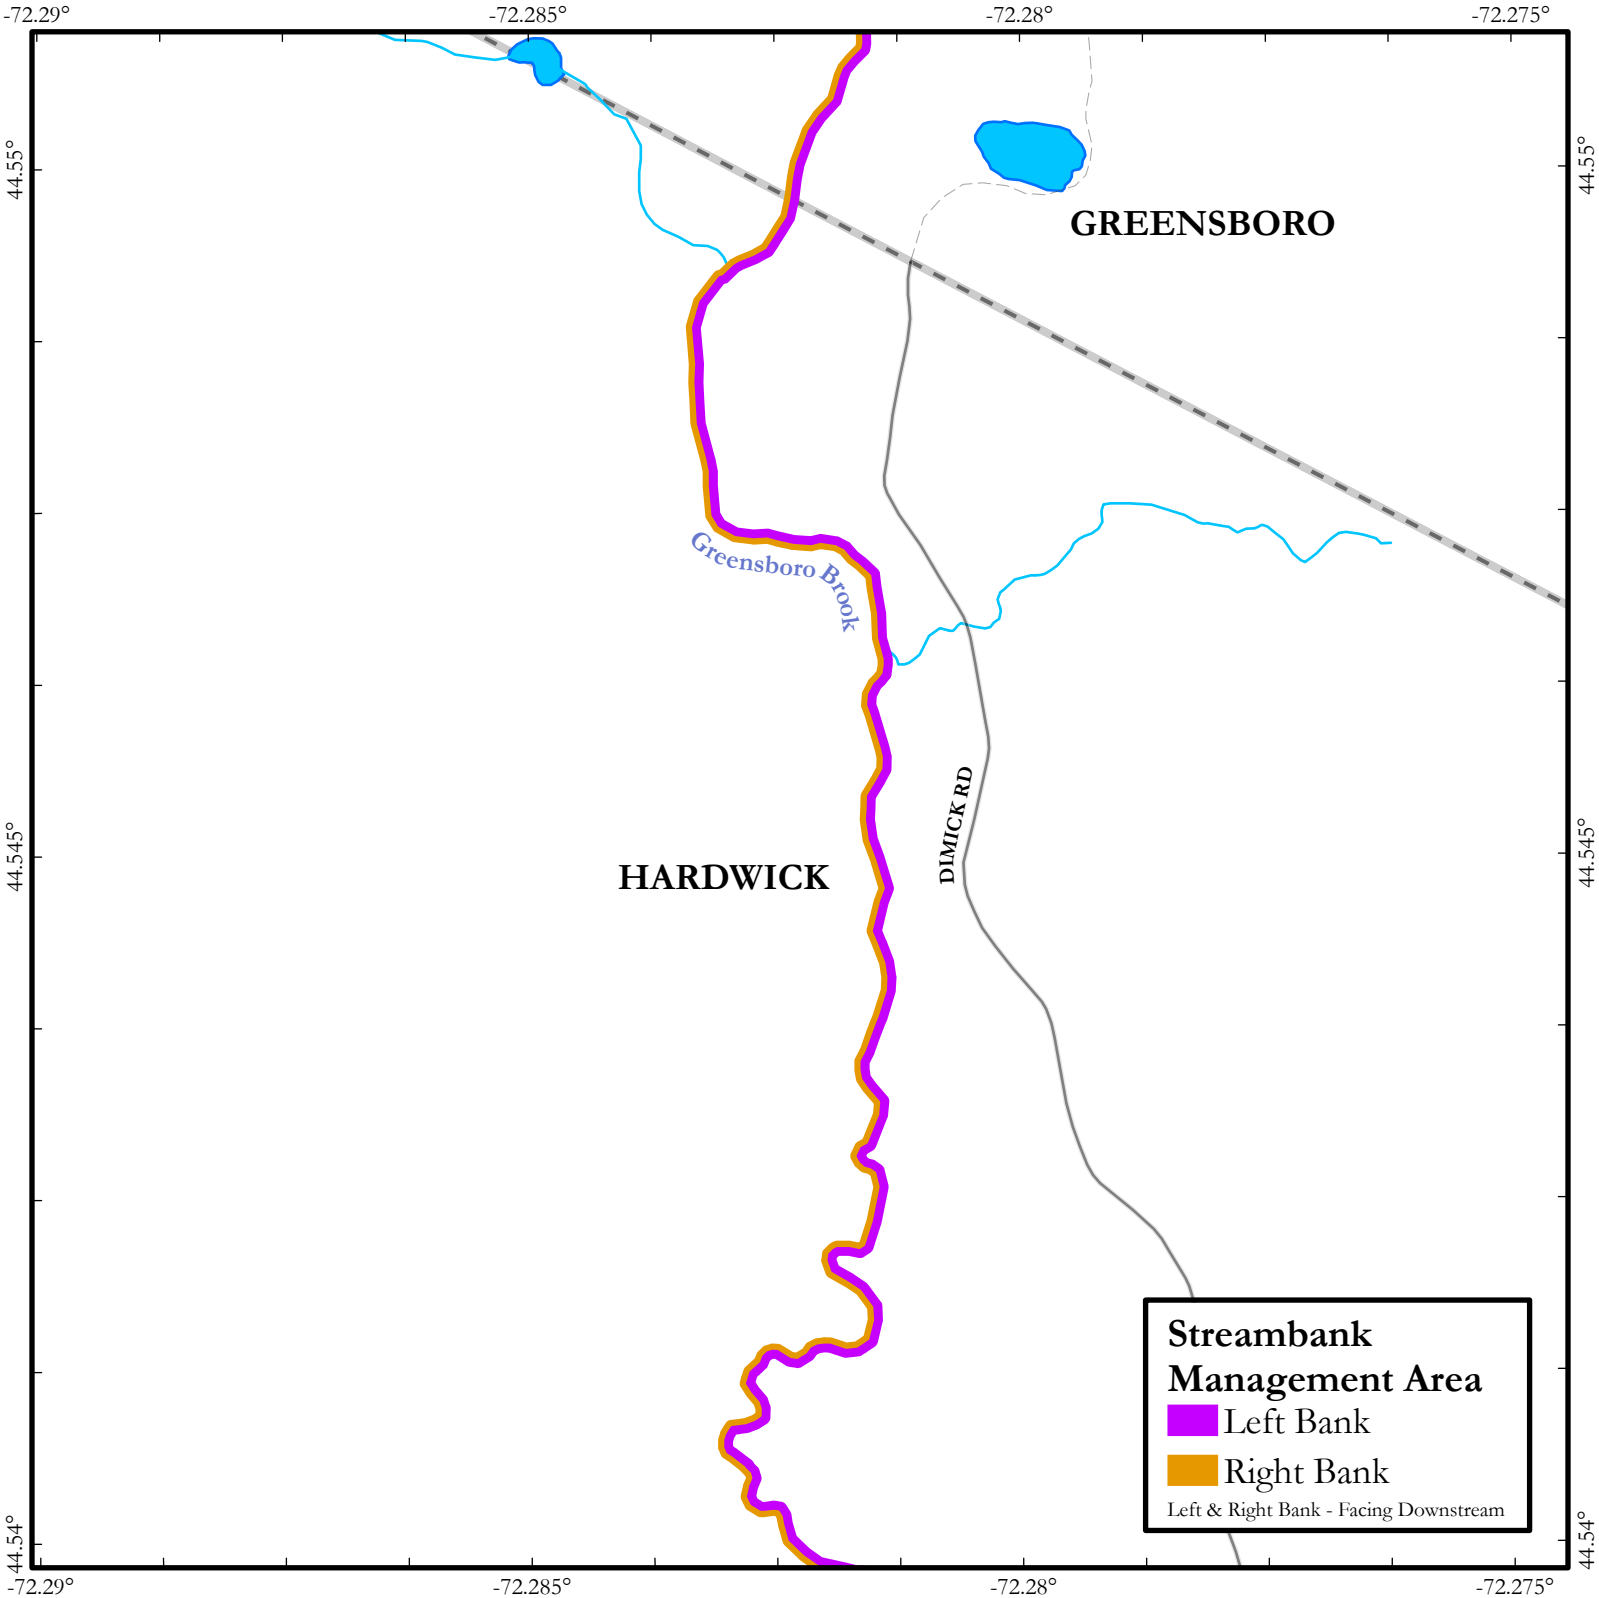 -72.29°
-72.285°
-72.28°
-72.275°
44.55°
44.55°
GREENSBORO
Greensboro Brook
DIMICK RD
44.545°
44.545°
HARDWICK
Streambank
Management Area
Left Bank
Right Bank
Left & Right Bank - Facing Downstream
44.54°
44.54°
-72.29°
-72.285°
-72.28°
-72.275°